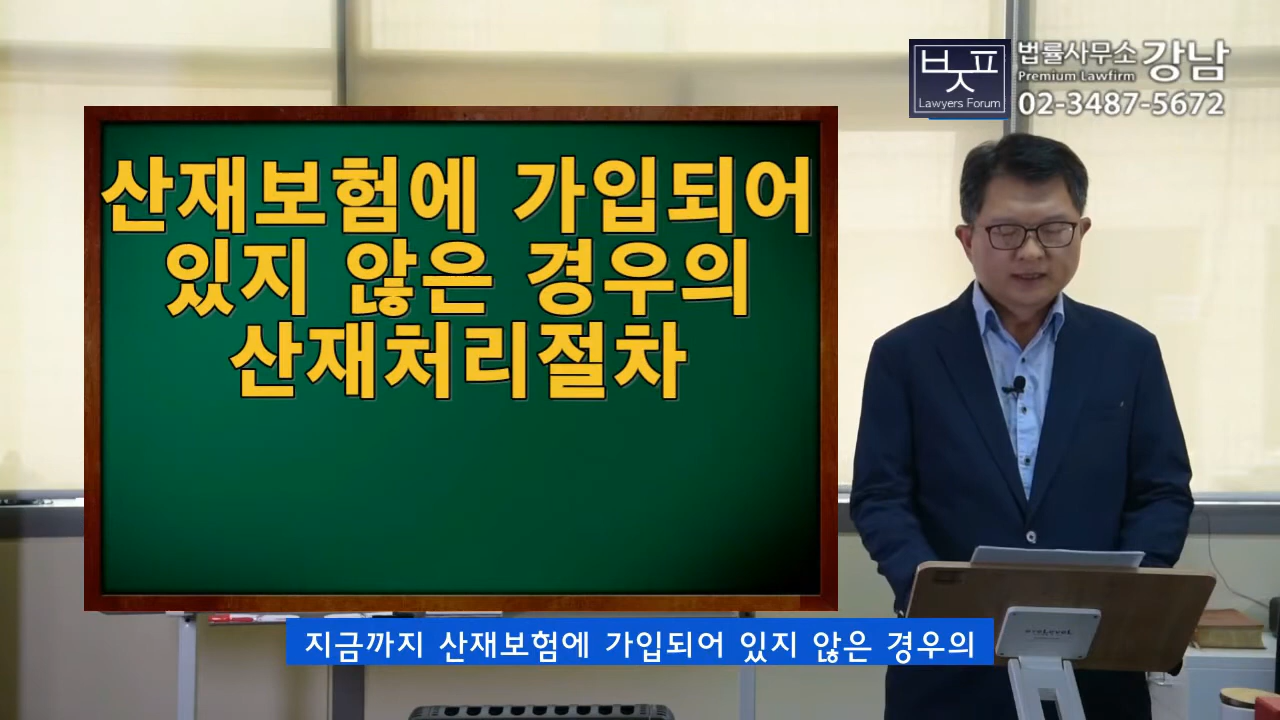 법률사무소 강남
Premium Lawfirm
Lawyers Forum
02-3487-5672
산재보험에 가입되어
있지 않은 경우의
산재처리절차
지금까지 산재보험에 가입되어 있지 않은 경우의